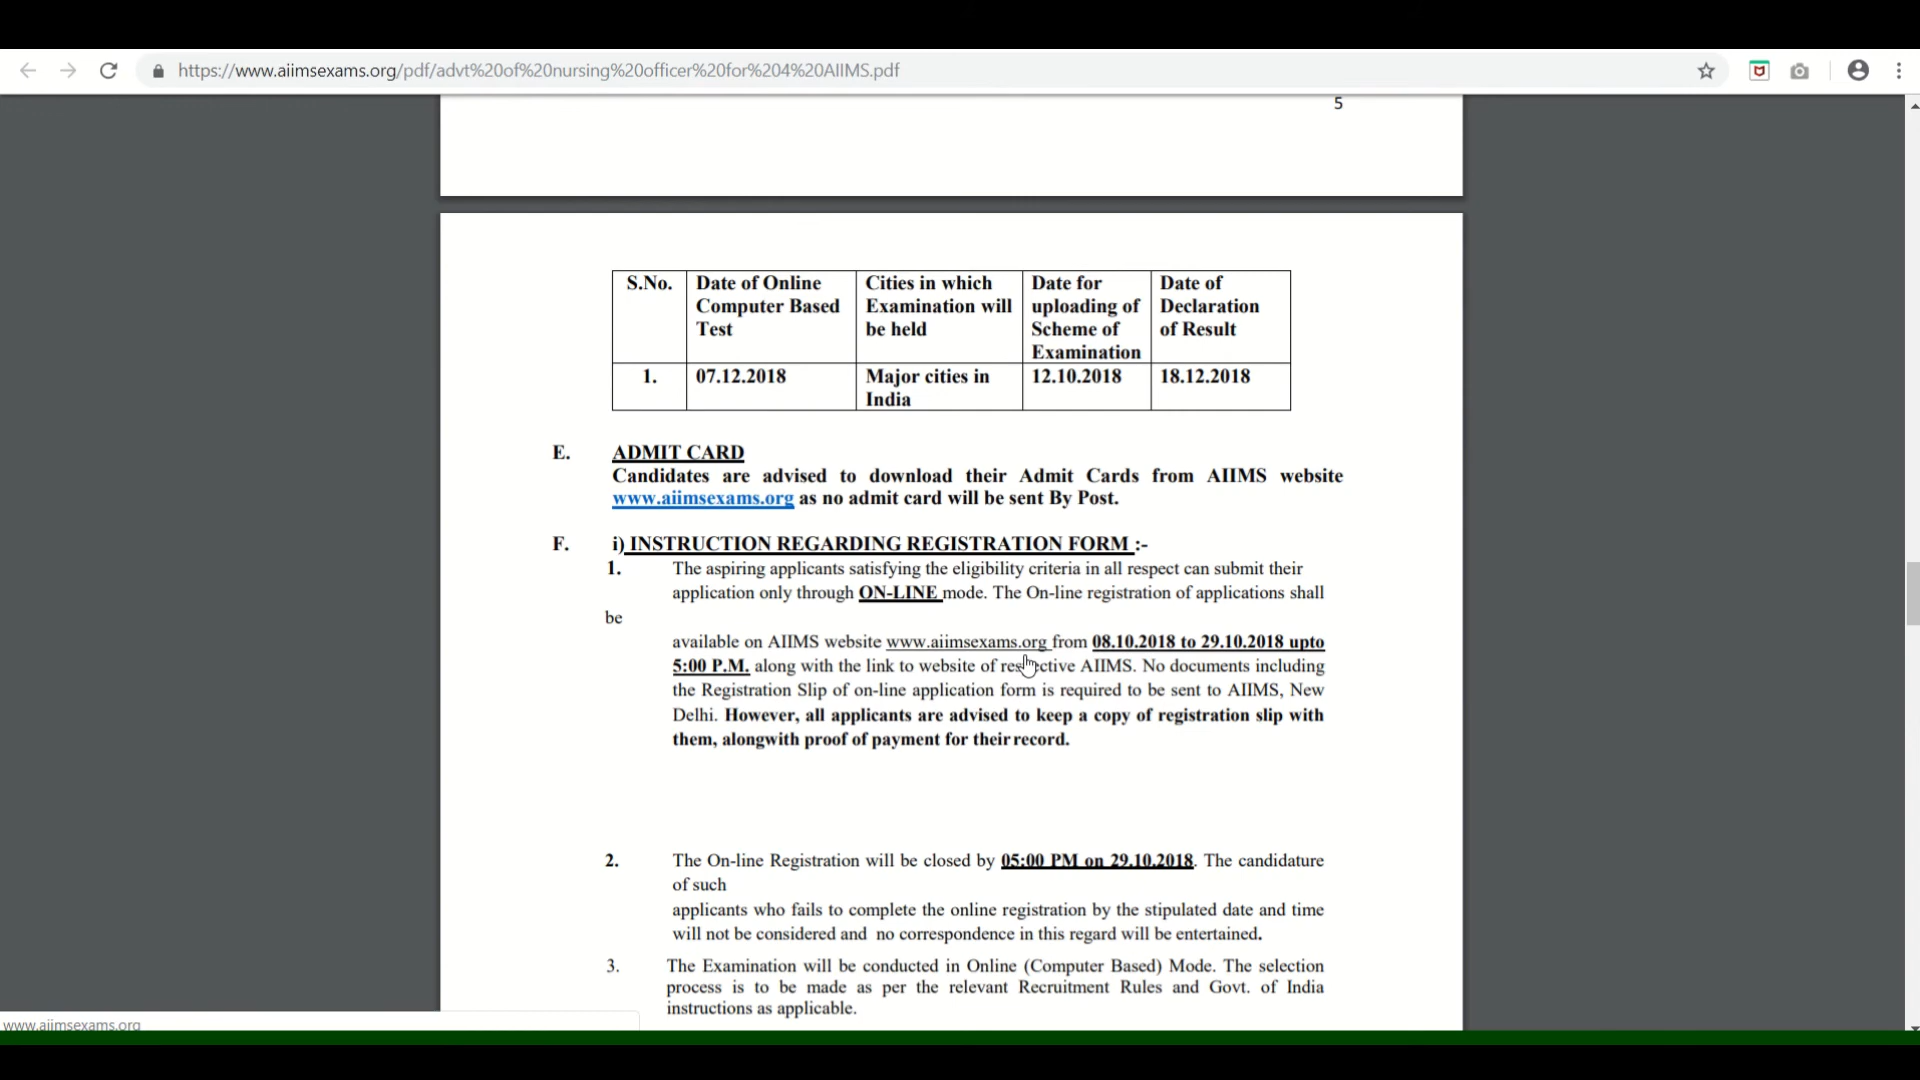 https://www.aiimsexams.org/pdf/advt%20of%20nursing%20officer%20for%204%20AIIMS.pdf
5
S.No.
Date of Online
Computer Based
Test
Cities in which
Examination will
be held
Date for
uploading of
Scheme of
Examination
Date of
Declaration
of Result
1.
07.12.2018
Major cities in
India
12.10.2018
18.12.2018
E. ADMIT CARD
Candidates are advised to download their Admit Cards from AIIMS website
www.aiimsexams.org as no admit card will be sent By Post.
F. i) INSTRUCTION REGARDING REGISTRATION FORM :-
1. The aspiring applicants satisfying the eligibility criteria in all respect can submit their
application only through ON-LINE mode. The On-line registration of applications shall
be
available on AIIMS website www.aiimsexams.org from 08.10.2018 to 29.10.2018 upto
5:00 P.M. along with the link to website of respective AIIMS. No documents including
the Registration Slip of on-line application form is required to be sent to AIIMS, New
Delhi. However, all applicants are advised to keep a copy of registration slip with
them, alongwith proof of payment for their record.
2. The On-line Registration will be closed by 05:00 PM on 29.10.2018. The candidature
of such
applicants who fails to complete the online registration by the stipulated date and time
will not be considered and no correspondence in this regard will be entertained.
3. The Examination will be conducted in Online (Computer Based) Mode. The selection
process is to be made as per the relevant Recruitment Rules and Govt. of India
instructions as applicable.
www.aiimsexams.org